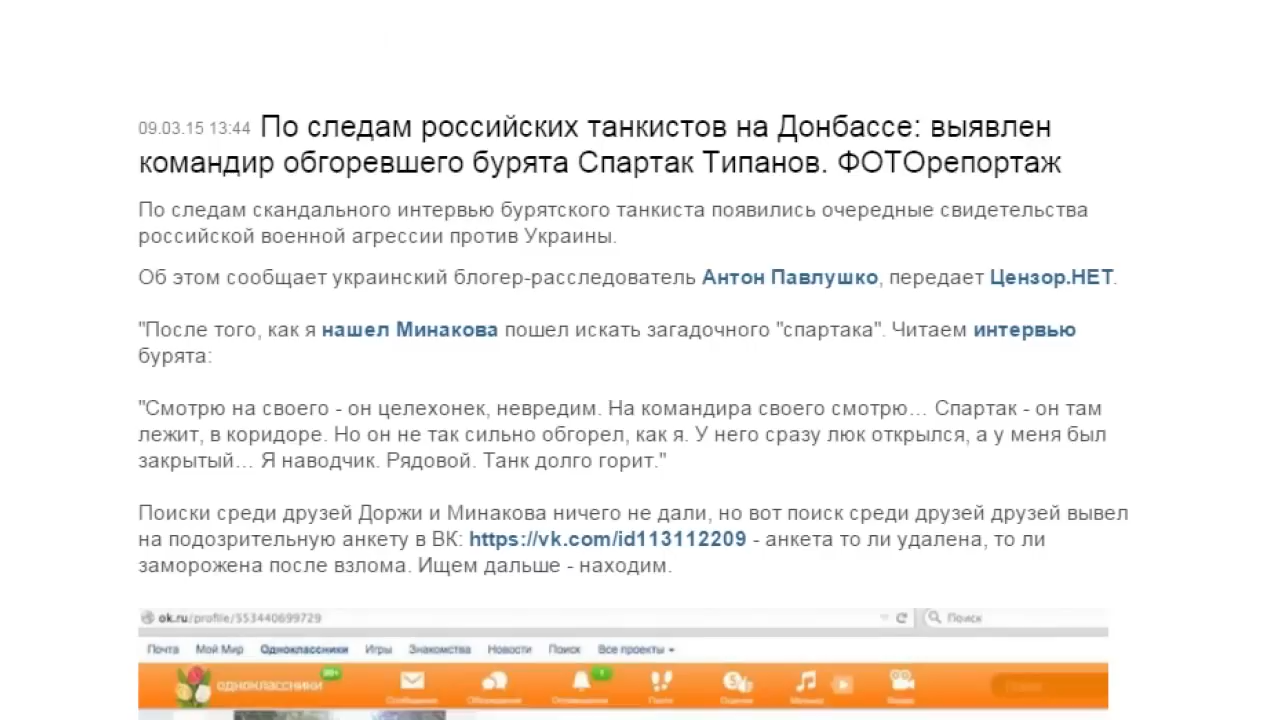 09.03.15 13:44 По следам российских танкистов на Донбассе: выявлен
командир обгоревшего бурята Спартак Типанов. ФОТОрепортаж
По следам скандального интервью бурятского танкиста появились очередные свидетельства
российской военной агрессии против Украины.
Об этом сообщает украинский блогер-расследователь Антон Павлушко, передает Цензор.НЕТ.
"После того, как я нашел Минакова пошел искать загадочного "спартака". Читаем интервью
бурята:
"Смотрю на своего - он целехонек, невредим. На командира своего смотрю... Спартак - он там
лежит, в коридоре. Но он не так сильно обгорел, как я. У него сразу люк открылся, а у меня был
закрытый... Я наводчик. Рядовой. Танк долго горит."
Поиски среди друзей Доржи и Минакова ничего не дали, но вот поиск среди друзей друзей вывел
на подозрительную анкету в ВК: https://vk.com/id113112209 - анкета то ли удалена, то ли
заморожена после взлома. Ищем дальше - находим.
ok.ru/profile/553440699729 Поиск
Почта Мой Мир Одноклассники Игры Знакомства Новости Поиск Все проекты
одноклассники